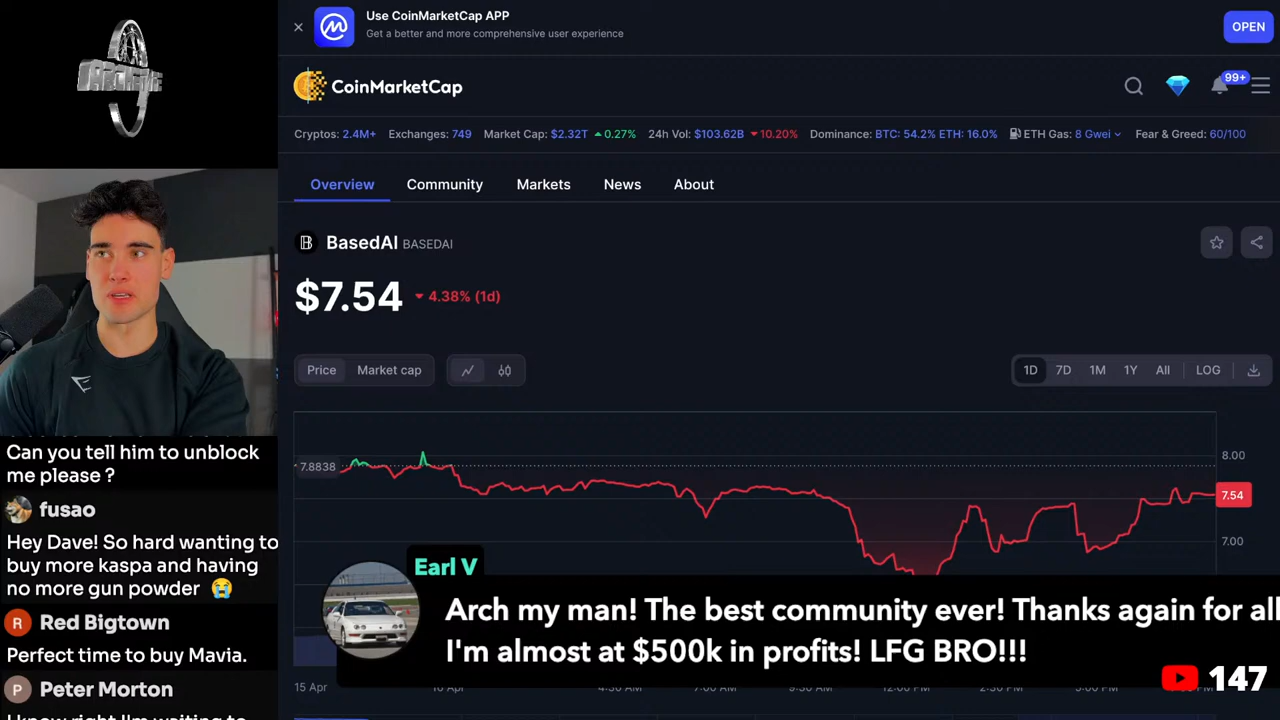 Use CoinMarketCap APP
Get a better and more comprehensive user experience
OPEN
CoinMarketCap
99+
Cryptos: 2.4M+ Exchanges: 749 Market Cap: $2.32T 0.27% 24h Vol: $103.62B 10.20% Dominance: BTC: 54.2% ETH: 16.0% ETH Gas: 8 Gwei Fear & Greed: 60/100
Overview Community Markets News About
BasedAI BASEDAI
$7.54 4.38% (1d)
Price Market cap
1D 7D 1M 1Y All LOG
7.8838
8.00
7.54
7.00
15 Apr
Can you tell him to unblock
me please ?
fusao
Hey Dave! So hard wanting to
buy more kaspa and having
no more gun powder 😭
R Red Bigtown
Perfect time to buy Mavia.
P Peter Morton
Earl V
Arch my man! The best community ever! Thanks again for all
I'm almost at $500k in profits! LFG BRO!!!
147